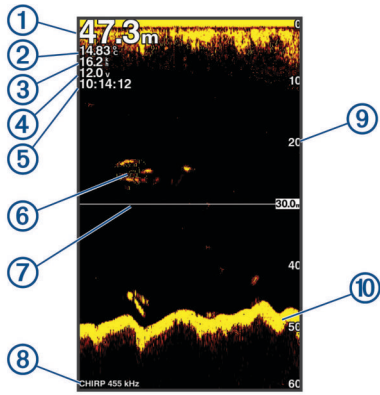 ①
47.3m
0
②
14.83 °C
③
16.2 k
④
12.0 v
⑤
10:14:12
10
20
⑨
⑥
30.0m
⑦
40
⑩
50
⑧
CHIRP 455 kHz
60